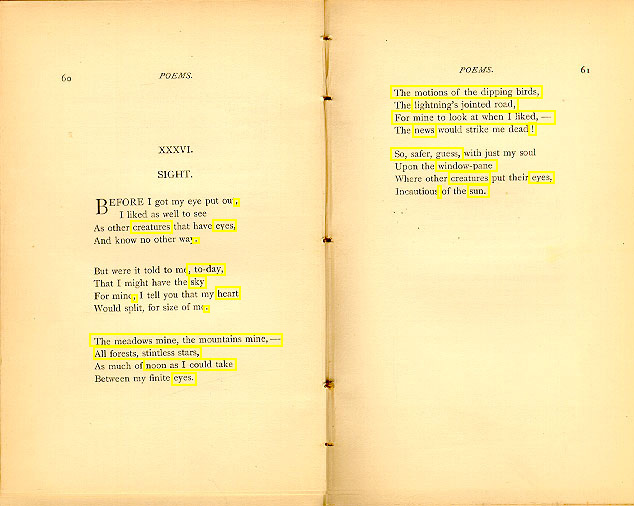 60
POEMS.
XXXVI.
SIGHT.
BEFORE I got my eye put out,
I liked as well to see
As other creatures that have eyes,
And know no other way.
But were it told to me, to-day,
That I might have the sky
For mine, I tell you that my heart
Would split, for size of me.
The meadows mine, the mountains mine, —
All forests, stintless stars,
As much of noon as I could take
Between my finite eyes.
POEMS.
61
The motions of the dipping birds,
The lightning's jointed road,
For mine to look at when I liked, —
The news would strike me dead!
So, safer, guess, with just my soul
Upon the window-pane
Where other creatures put their eyes,
Incautious of the sun.